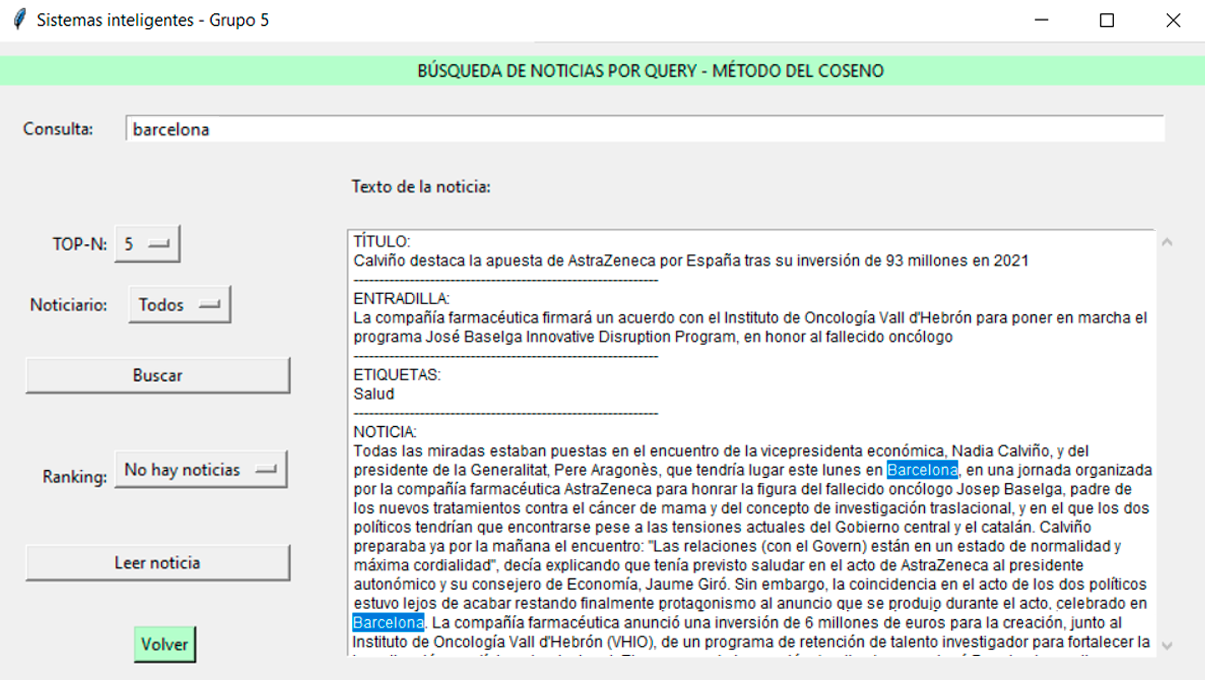 Sistemas inteligentes - Grupo 5
BÚSQUEDA DE NOTICIAS POR QUERY - MÉTODO DEL COSENO
Consulta: barcelona
Texto de la noticia:
TOP-N: 5
Noticiario: Todos
Buscar
Ranking: No hay noticias
Leer noticia
Volver
TÍTULO:
Calviño destaca la apuesta de AstraZeneca por España tras su inversión de 93 millones en 2021
------------------------------------------------------------
ENTRADILLA:
La compañía farmacéutica firmará un acuerdo con el Instituto de Oncología Vall d'Hebrón para poner en marcha el
programa José Baselga Innovative Disruption Program, en honor al fallecido oncólogo
------------------------------------------------------------
ETIQUETAS:
Salud
------------------------------------------------------------
NOTICIA:
Todas las miradas estaban puestas en el encuentro de la vicepresidenta económica, Nadia Calviño, y del
presidente de la Generalitat, Pere Aragonès, que tendría lugar este lunes en Barcelona, en una jornada organizada
por la compañía farmacéutica AstraZeneca para honrar la figura del fallecido oncólogo Josep Baselga, padre de
los nuevos tratamientos contra el cáncer de mama y del concepto de investigación traslacional, y en el que los dos
políticos tendrían que encontrarse pese a las tensiones actuales del Gobierno central y el catalán. Calviño
preparaba ya por la mañana el encuentro: "Las relaciones (con el Govern) están en un estado de normalidad y
máxima cordialidad", decía explicando que tenía previsto saludar en el acto de AstraZeneca al presidente
autonómico y su consejero de Economía, Jaume Giró. Sin embargo, la coincidencia en el acto de los dos políticos
estuvo lejos de acabar restando finalmente protagonismo al anuncio que se produjo durante el acto, celebrado en
Barcelona. La compañía farmacéutica anunció una inversión de 6 millones de euros para la creación, junto al
Instituto de Oncología Vall d'Hebrón (VHIO), de un programa de retención de talento investigador para fortalecer la